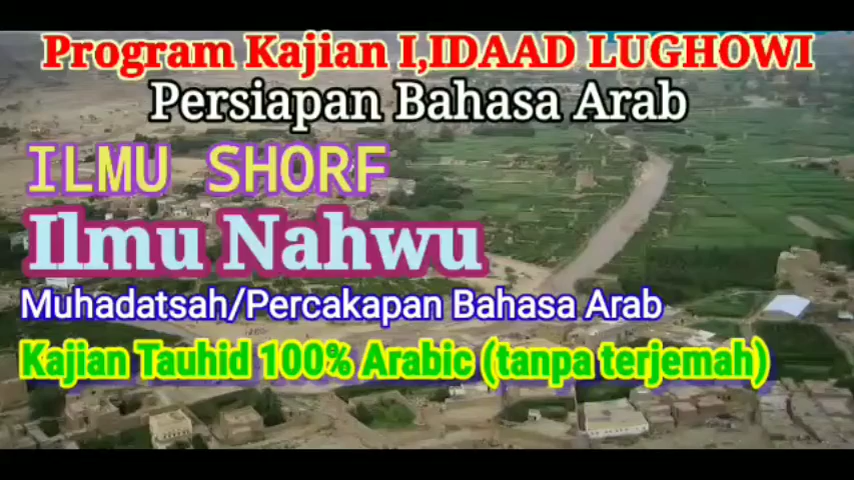 Program Kajian I,IDAAD LUGHOWI
Persiapan Bahasa Arab
ILMU SHORF
Ilmu Nahwu
Muhadatsah/Percakapan Bahasa Arab
Kajian Tauhid 100% Arabic (tanpa terjemah)